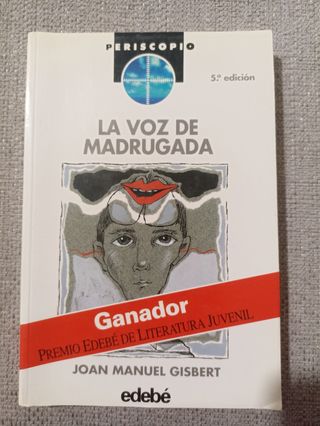 PERISCOPIO
5.ª edición
LA VOZ DE
MADRUGADA
Ganador
PREMIO EDEBÉ DE LITERATURA JUVENIL
JOAN MANUEL GISBERT
edebé